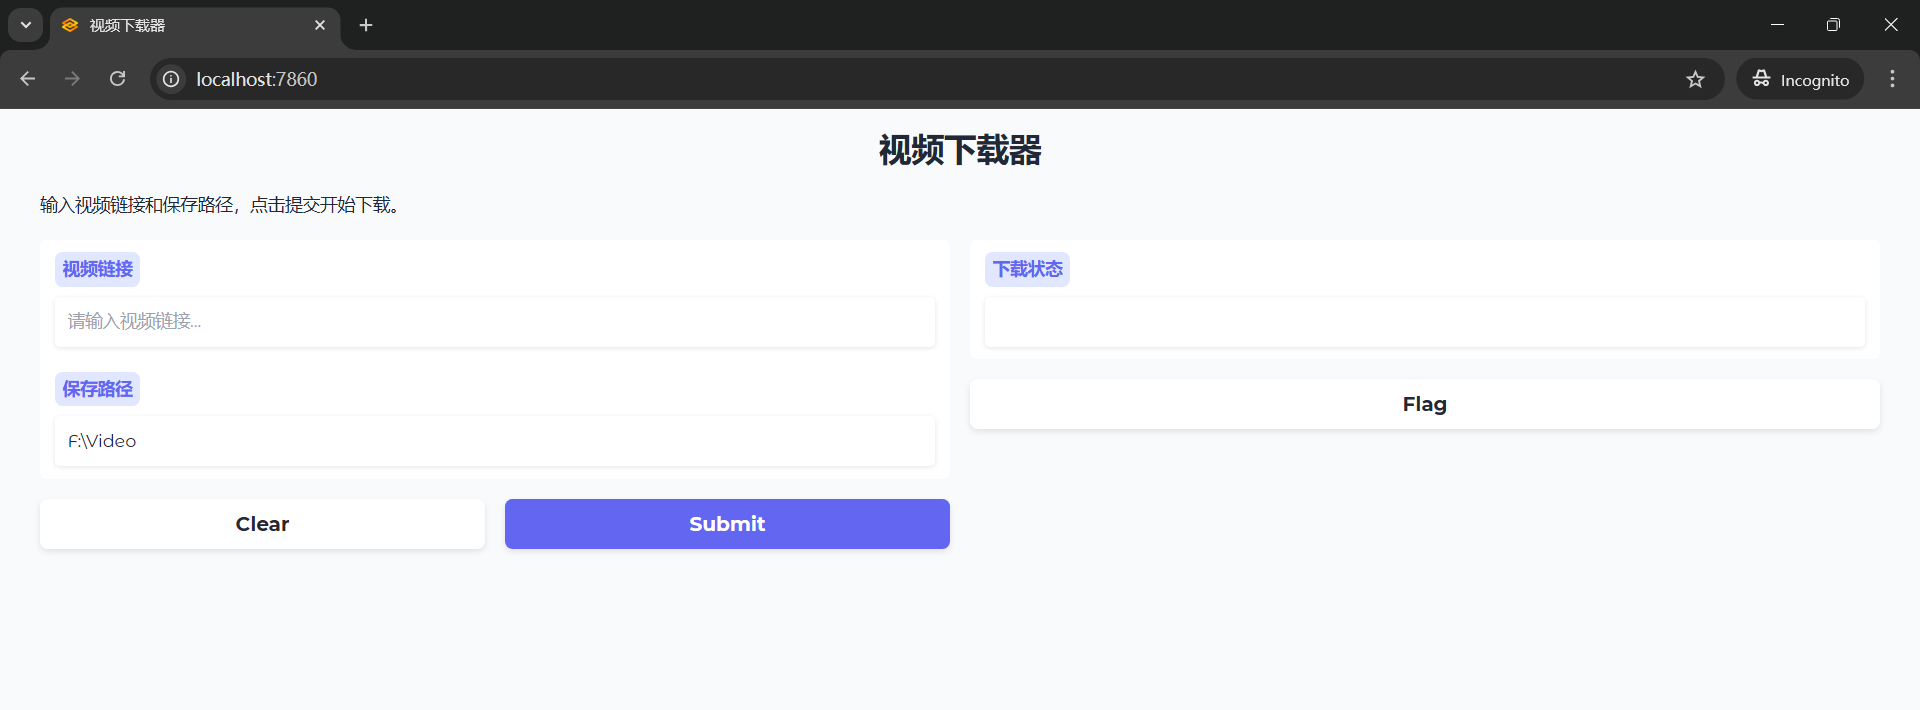 视频下载器
localhost:7860
Incognito
视频下载器
输入视频链接和保存路径，点击提交开始下载。
视频链接
请输入视频链接...
保存路径
F:\Video
Clear
Submit
下载状态
Flag